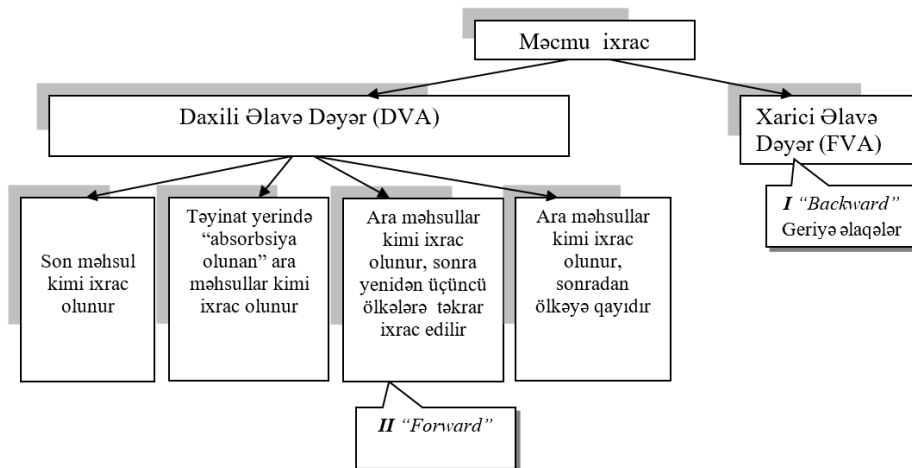 Məcmu ixrac
Daxili Əlavə Dəyər (DVA)
Xarici Əlavə
Dəyər (FVA)
I “Backward”
Geriyə əlaqələr
Son məhsul
kimi ixrac
olunur
Təyinat yerində
“absorbsiya
olunan” ara
məhsullar kimi
ixrac olunur
Ara məhsullar
kimi ixrac
olunur, sonra
yenidən üçüncü
ölkələrə təkrar
ixrac edilir
Ara məhsullar
kimi ixrac
olunur,
sonradan
ölkəyə qayıdır
II “Forward”